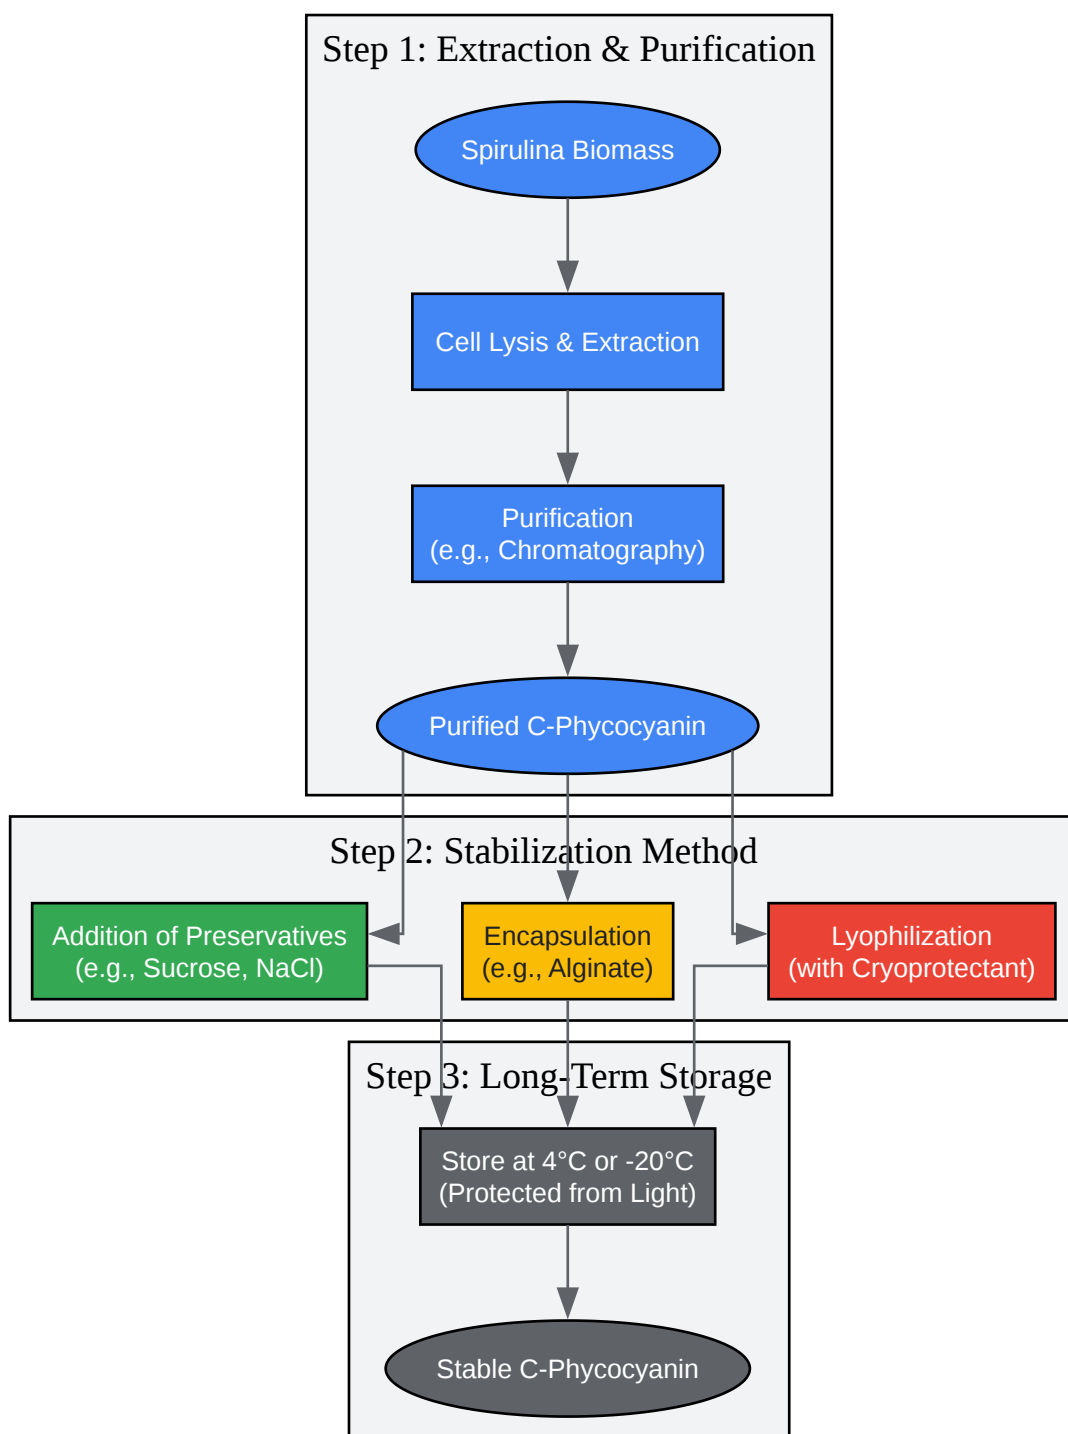 Step 1: Extraction & Purification
Spirulina Biomass
Cell Lysis & Extraction
Purification
(e.g., Chromatography)
Purified C-Phycocyanin
Step 2: Stabilization Method
Addition of Preservatives
(e.g., Sucrose, NaCl)
Encapsulation
(e.g., Alginate)
Lyophilization
(with Cryoprotectant)
Step 3: Long-Term Storage
Store at 4°C or -20°C
(Protected from Light)
Stable C-Phycocyanin